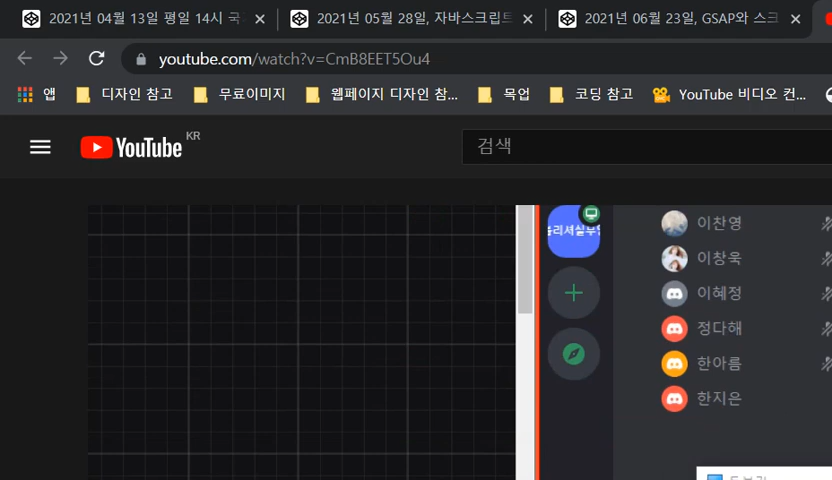 2021년 04월 13일 평일 14시 국
2021년 05월 28일, 자바스크립트
2021년 06월 23일, GSAP와 스크
youtube.com/watch?v=CmB8EET5Ou4
앱 디자인 참고 무료이미지 웹페이지 디자인 참... 목업 코딩 참고 YouTube 비디오 컨...
YouTube KR 검색
이찬영
이창욱
이혜정
정다해
한아름
한지은